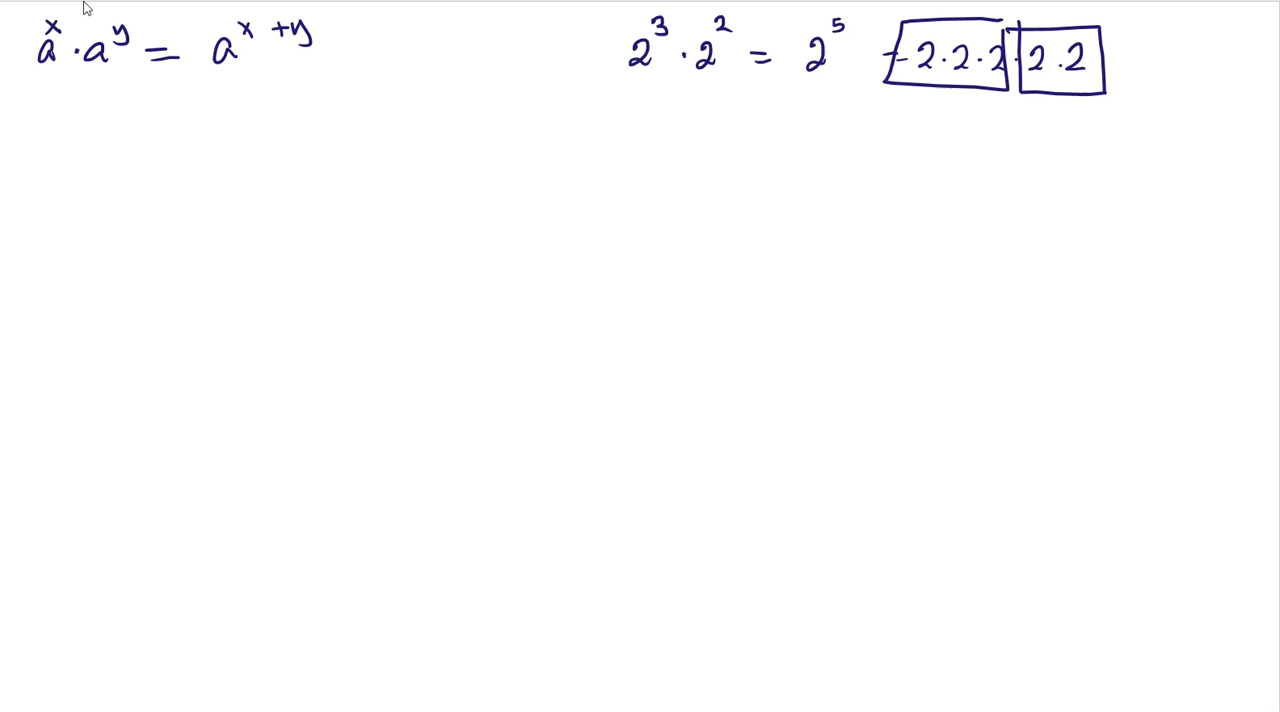 a^x · a^y = a^{x+y}    2^3 · 2^2 = 2^5 = 2·2·2·2·2